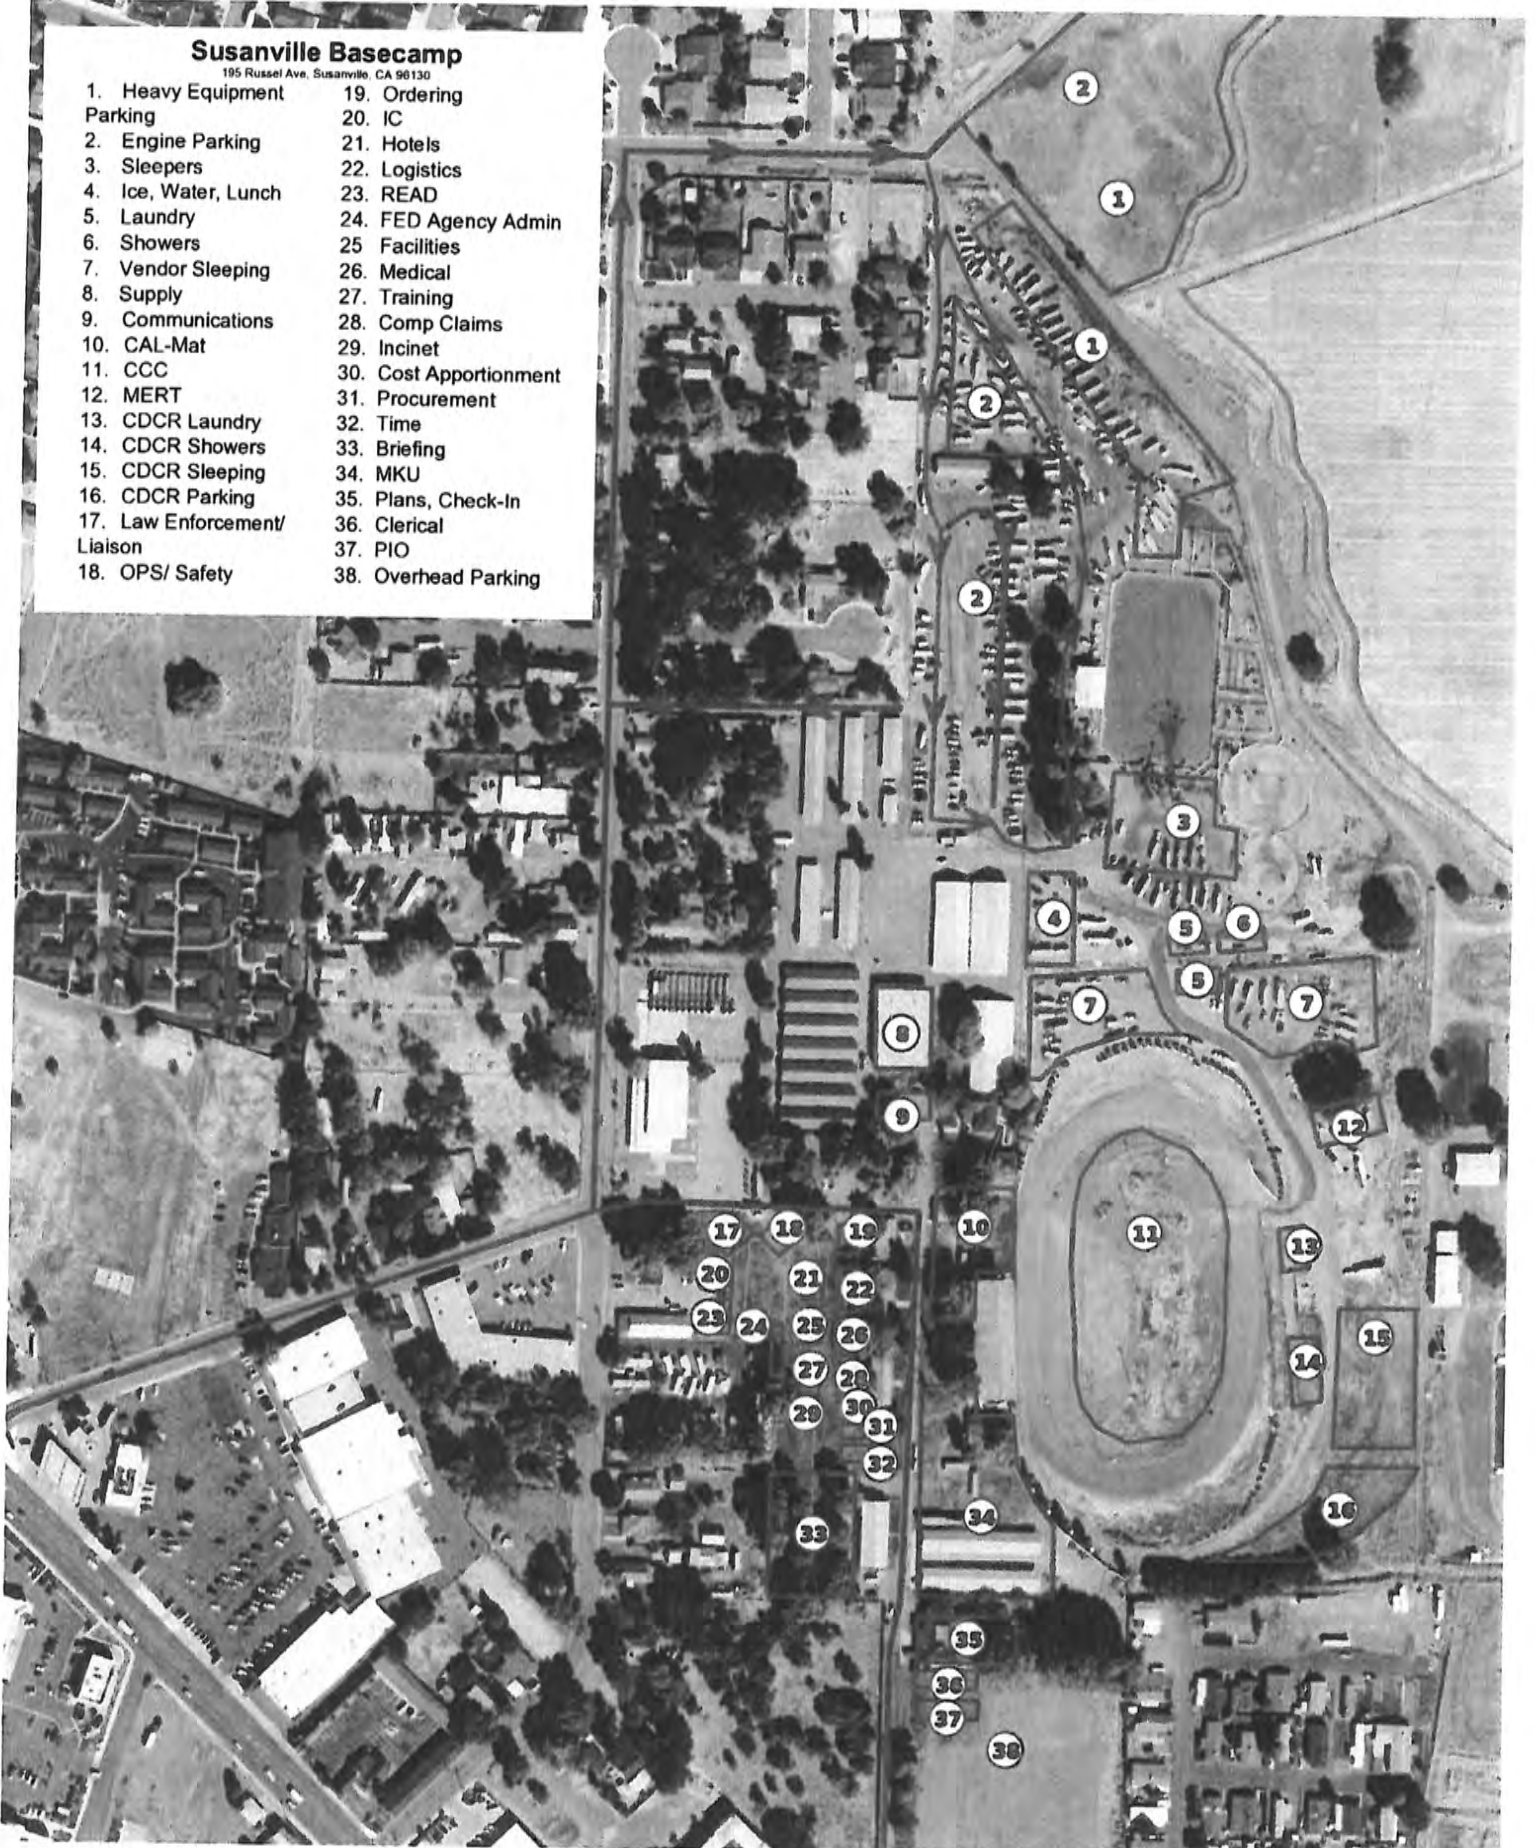 Susanville Basecamp
195 Russel Ave, Susanville, CA 96130
1. Heavy Equipment
Parking
2. Engine Parking
3. Sleepers
4. Ice, Water, Lunch
5. Laundry
6. Showers
7. Vendor Sleeping
8. Supply
9. Communications
10. CAL-Mat
11. CCC
12. MERT
13. CDCR Laundry
14. CDCR Showers
15. CDCR Sleeping
16. CDCR Parking
17. Law Enforcement/
Liaison
18. OPS/ Safety
19. Ordering
20. IC
21. Hotels
22. Logistics
23. READ
24. FED Agency Admin
25 Facilities
26. Medical
27. Training
28. Comp Claims
29. Incinet
30. Cost Apportionment
31. Procurement
32. Time
33. Briefing
34. MKU
35. Plans, Check-In
36. Clerical
37. PIO
38. Overhead Parking
2
1
1
2
2
3
4
5
6
5
7
7
8
9
12
10
11
17
18
19
13
20
21
22
23
24
25
26
15
27
28
14
29
30
31
32
16
34
33
35
36
37
38